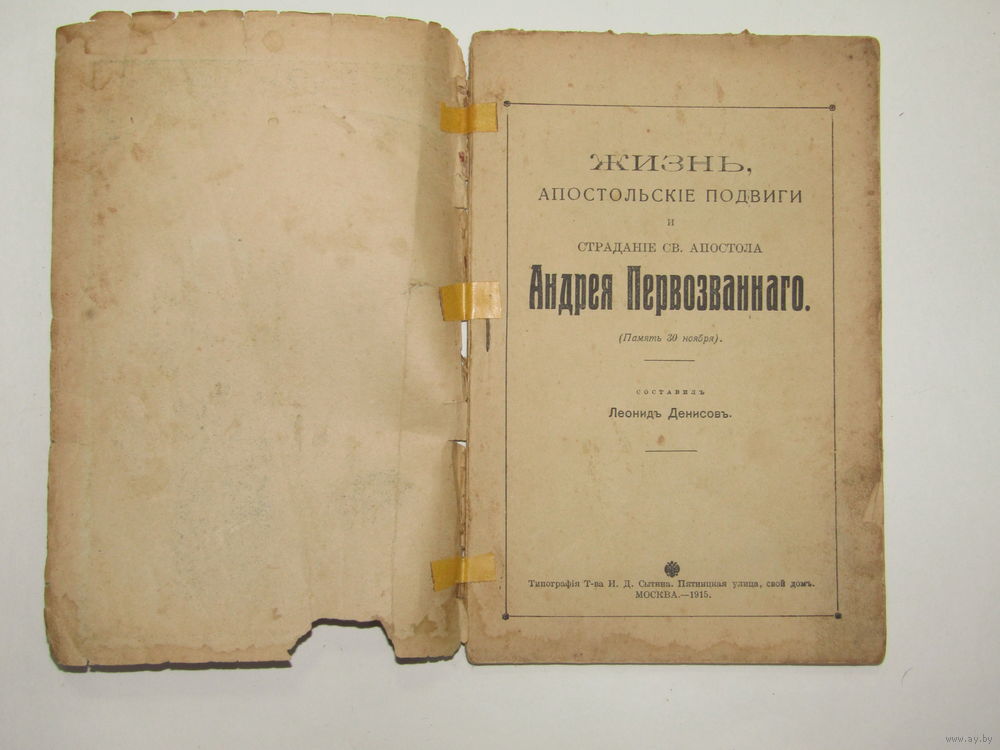 ЖИЗНЬ,
АПОСТОЛЬСКІЕ ПОДВИГИ
И
СТРАДАНІЕ СВ. АПОСТОЛА
Андрея Первозваннаго.
(Память 30 ноября).
СОСТАВИЛЪ
Леонидъ Денисовъ.
Типографія Т-ва И. Д. Сытина. Пятницкая улица, свой домъ.
МОСКВА.—1915.
www.ay.by